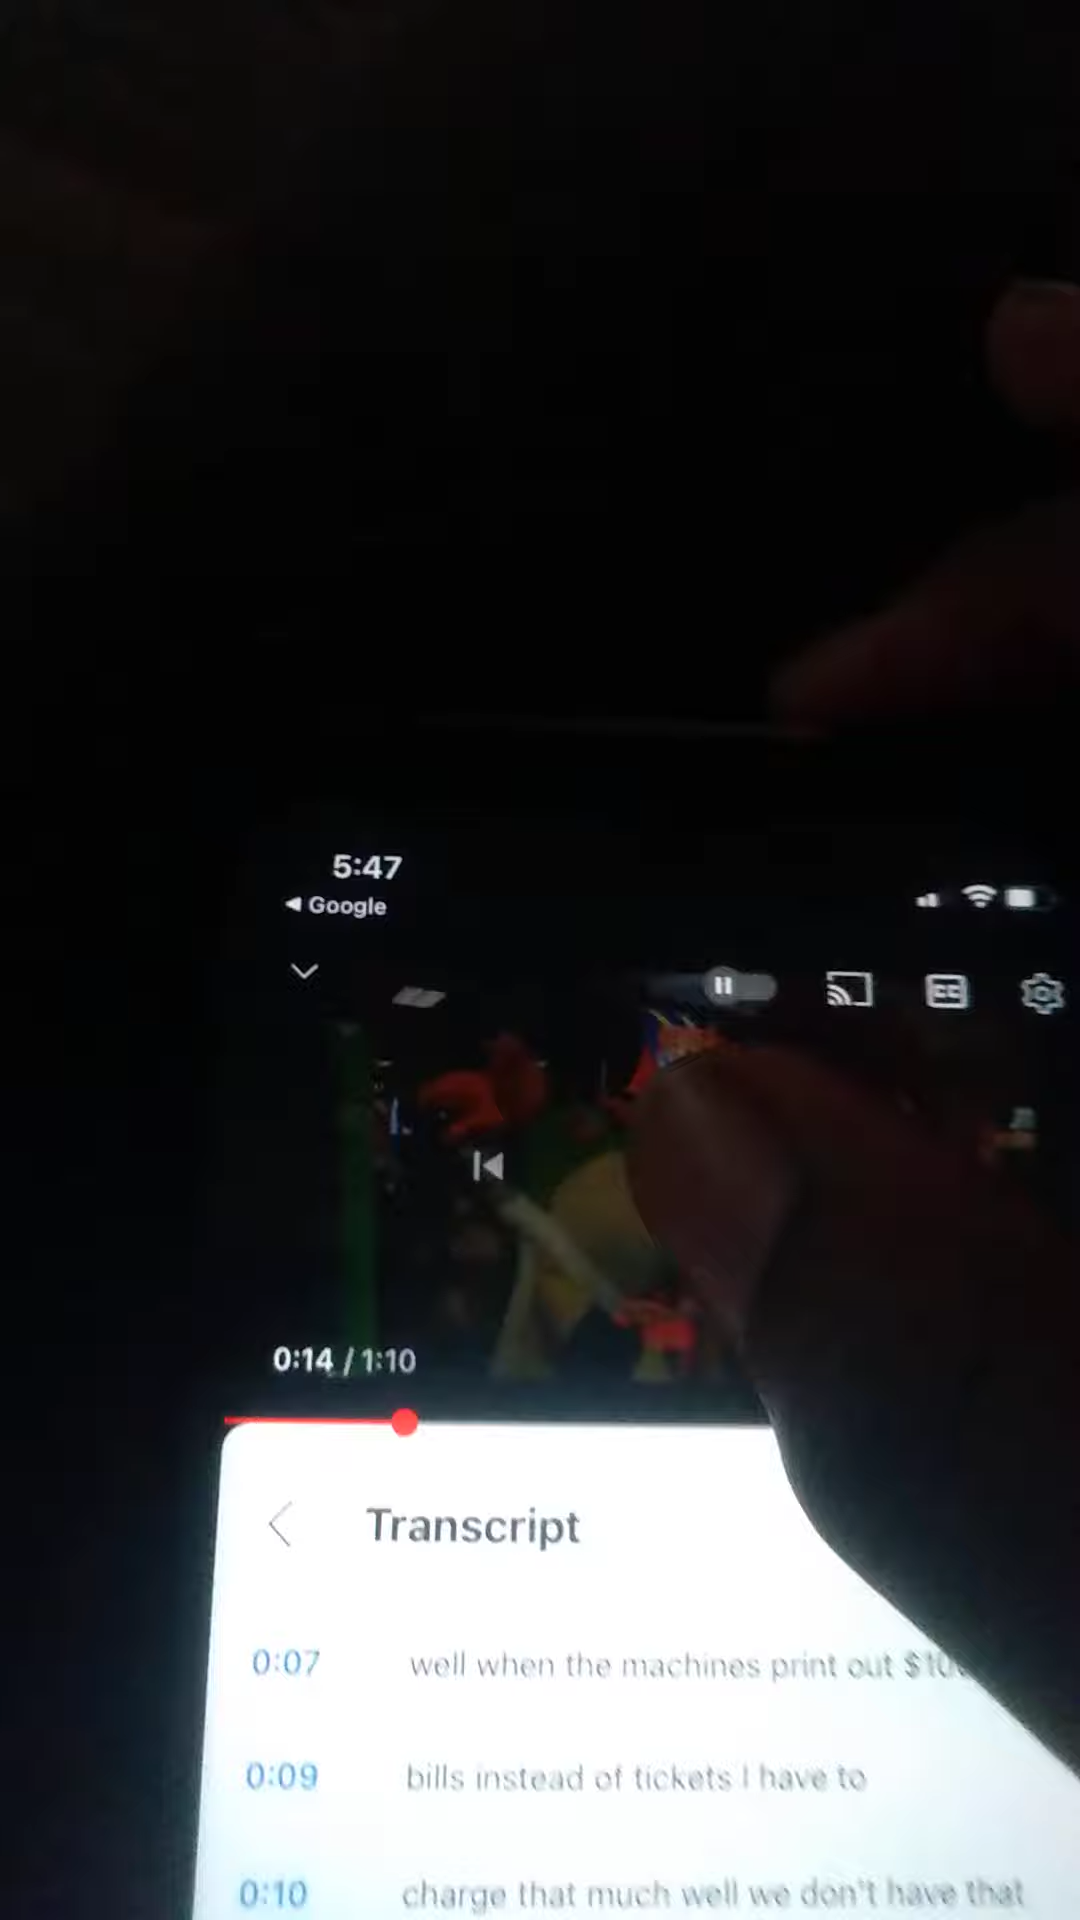 5:47
◀ Google
CC
0:14 / 1:10
Transcript
0:07 well when the machines print out
0:09 bills instead of tickets I have to
0:10 charge that much well we don't have that